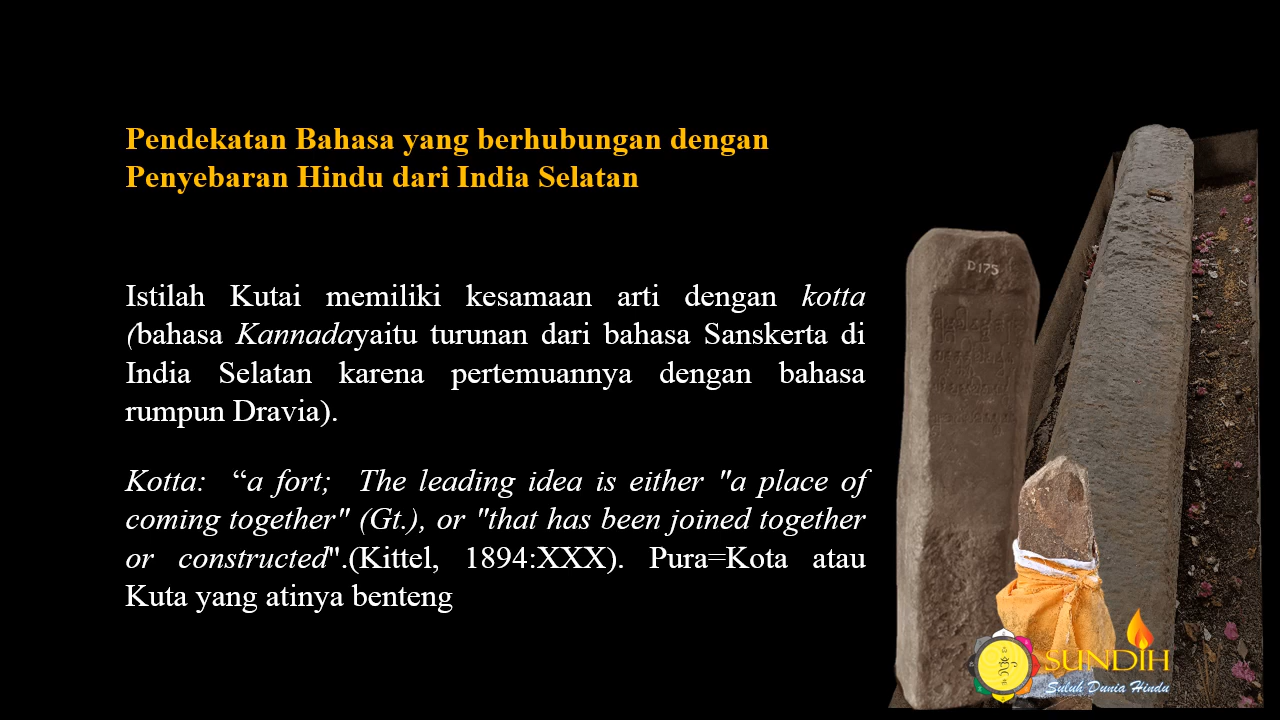 Pendekatan Bahasa yang berhubungan dengan
Penyebaran Hindu dari India Selatan
Istilah Kutai memiliki kesamaan arti dengan kotta
(bahasa Kannadayaitu turunan dari bahasa Sanskerta di
India Selatan karena pertemuannya dengan bahasa
rumpun Dravia).
Kotta: “a fort; The leading idea is either "a place of
coming together" (Gt.), or "that has been joined together
or constructed".(Kittel, 1894:XXX). Pura=Kota atau
Kuta yang atinya benteng
D175
SUNDIH
Suluh Dunia Hindu